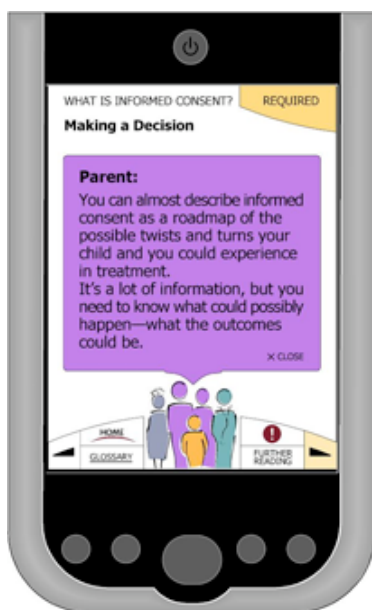 WHAT IS INFORMED CONSENT?
REQUIRED
Making a Decision
Parent:
You can almost describe informed
consent as a roadmap of the
possible twists and turns your
child and you could experience
in treatment.
It's a lot of information, but you
need to know what could possibly
happen—what the outcomes
could be.
X CLOSE
HOME
GLOSSARY
FURTHER
READING